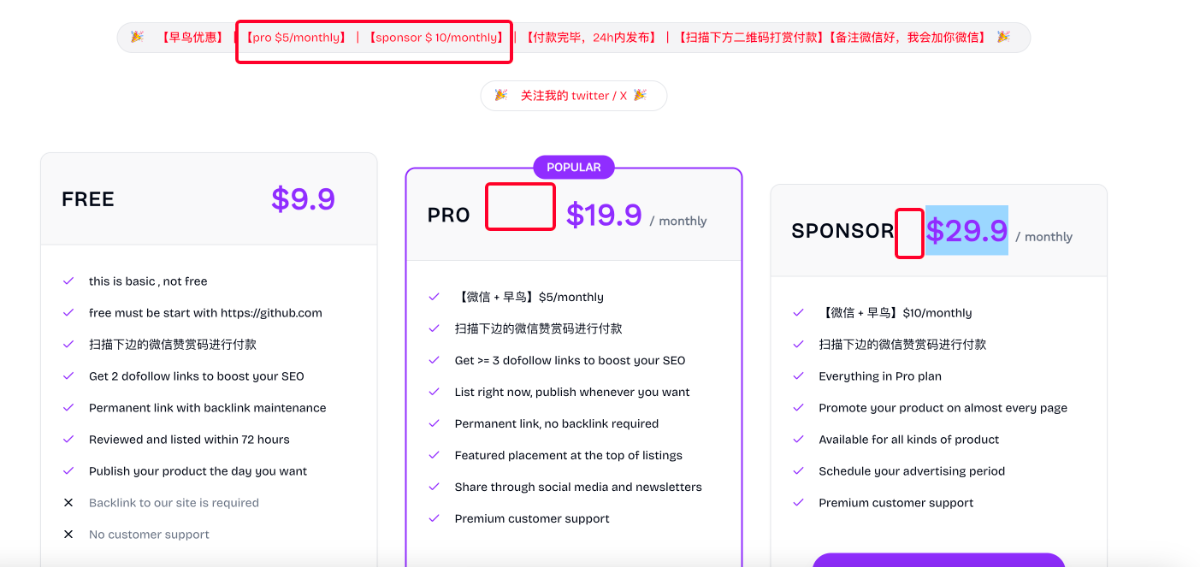 🎉 【早鸟优惠】 | 【pro $5/monthly】 | 【sponsor $ 10/monthly】 | 【付款完毕，24h内发布】 | 【扫描下方二维码打赏付款】【备注微信好，我会加你微信】 🎉
🎉 关注我的 twitter / X 🎉
FREE $9.9
this is basic , not free
free must be start with https://github.com
扫描下边的微信赞赏码进行付款
Get 2 dofollow links to boost your SEO
Permanent link with backlink maintenance
Reviewed and listed within 72 hours
Publish your product the day you want
Backlink to our site is required
No customer support
POPULAR
PRO $19.9 / monthly
【微信 + 早鸟】$5/monthly
扫描下边的微信赞赏码进行付款
Get >= 3 dofollow links to boost your SEO
List right now, publish whenever you want
Permanent link, no backlink required
Featured placement at the top of listings
Share through social media and newsletters
Premium customer support
SPONSOR $29.9 / monthly
【微信 + 早鸟】$10/monthly
扫描下边的微信赞赏码进行付款
Everything in Pro plan
Promote your product on almost every page
Available for all kinds of product
Schedule your advertising period
Premium customer support